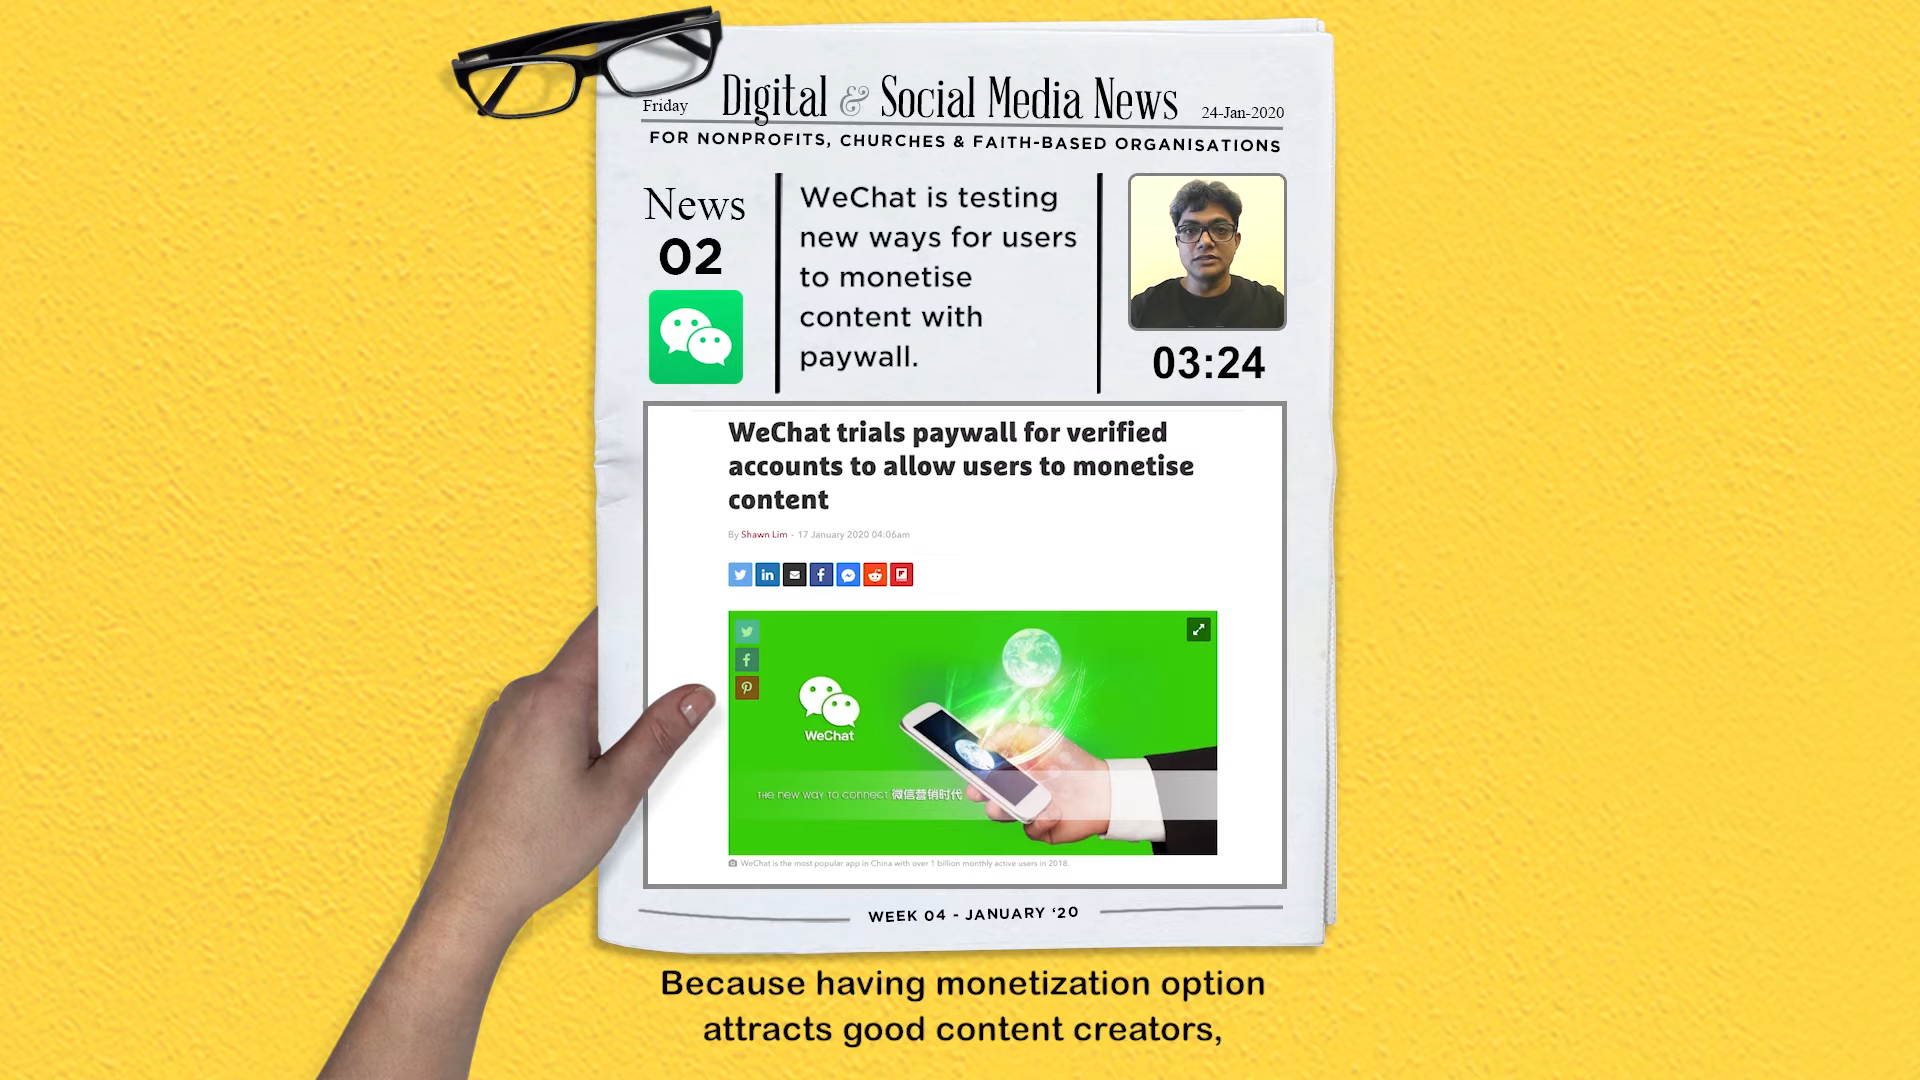 Digital & Social Media News
Friday
24-Jan-2020
FOR NONPROFITS, CHURCHES & FAITH-BASED ORGANISATIONS
News
02
WeChat is testing
new ways for users
to monetise
content with
paywall.
03:24
WeChat trials paywall for verified
accounts to allow users to monetise
content
By Shawn Lim - 17 January 2020 04:06am
WeChat
THE NEW WAY TO CONNECT 微信营销时代
WeChat is the most popular app in China with over 1 billion monthly active users in 2018.
WEEK 04 - JANUARY ‘20
Because having monetization option
attracts good content creators,